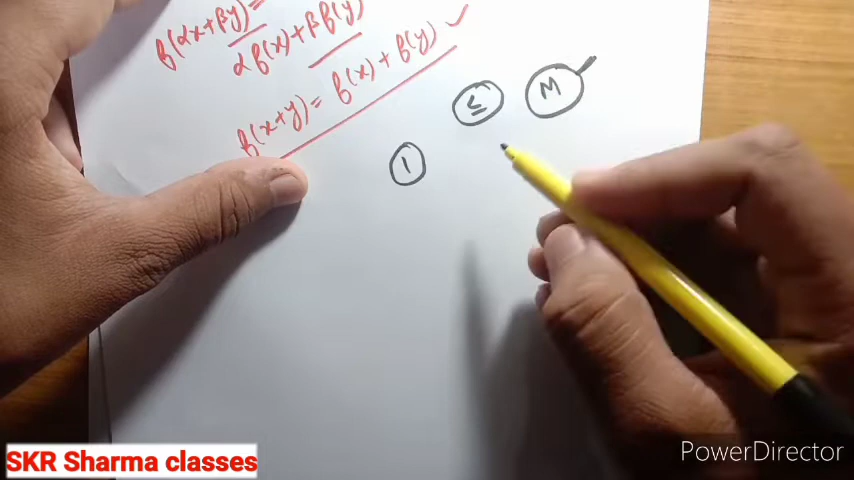 f(αx+βy)=
αf(x)+βf(y)
f(x+y)= f(x)+f(y) ✓
1 ≤ M
SKR Sharma classes
PowerDirector